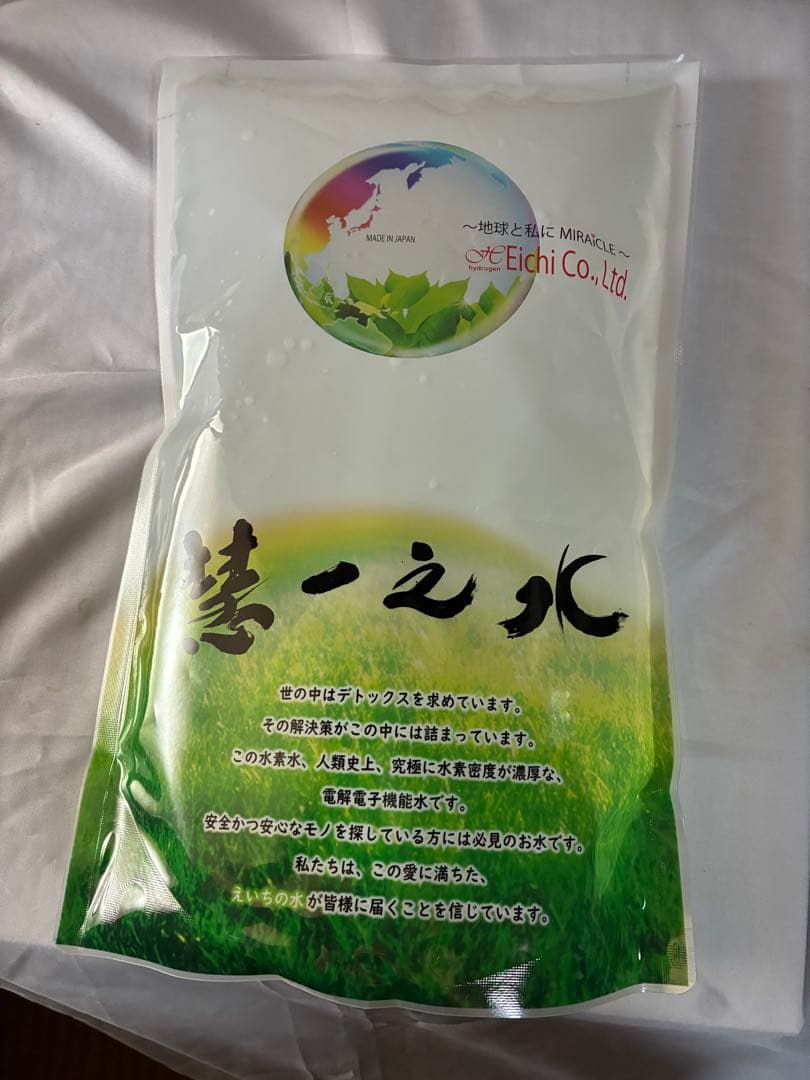 MADE IN JAPAN
〜地球と私に MIRAiCLE〜
H Eichi Co., Ltd.
hydrogen
慧一之水
世の中はデトックスを求めています。
その解決策がこの中には詰まっています。
この水素水、人類史上、究極に水素密度が濃厚な、
電解電子機能水です。
安全かつ安心なモノを探している方には必見のお水です。
私たちは、この愛に満ちた、
えいちの水が皆様に届くことを信じています。